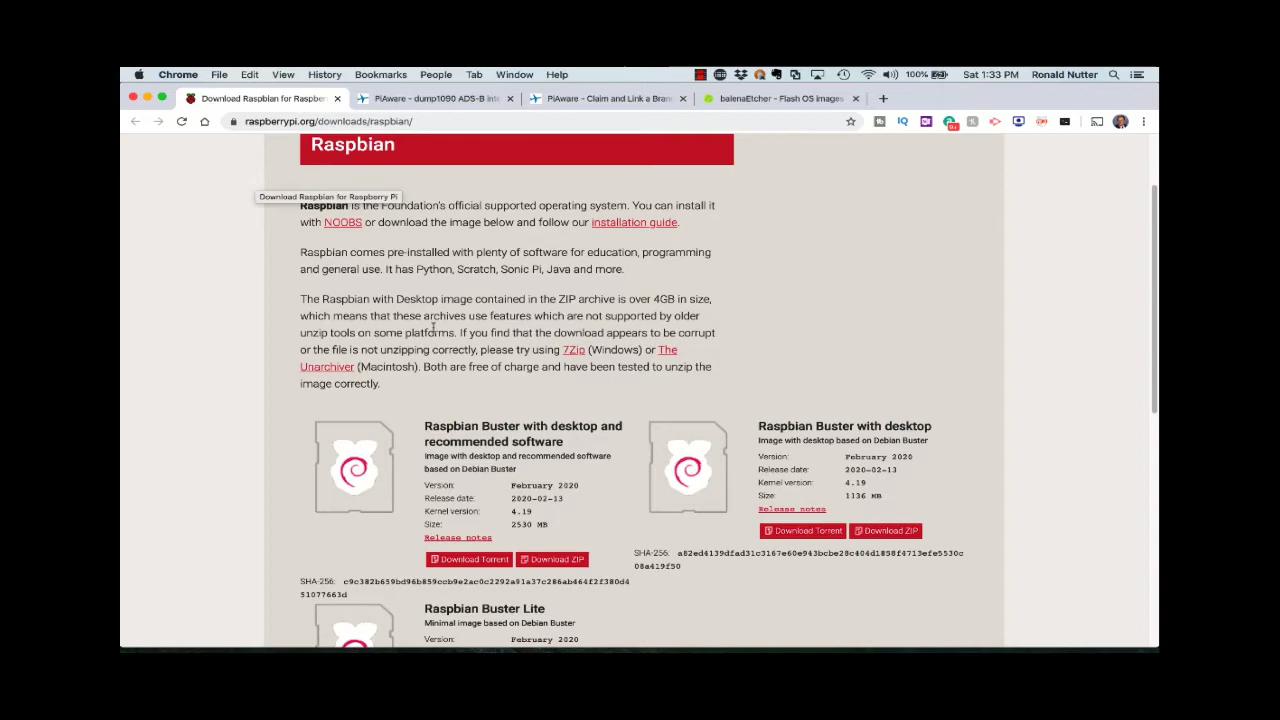 Chrome File Edit View History Bookmarks People Tab Window Help 100% Sat 1:33 PM Ronald Nutter
Download Raspbian for Raspber PiAware - dump1090 ADS-B int PiAware - Claim and Link a Bran balenaEtcher - Flash OS images
raspberrypi.org/downloads/raspbian/
Raspbian
Download Raspbian for Raspberry Pi
Raspbian is the Foundation's official supported operating system. You can install it
with NOOBS or download the image below and follow our installation guide.
Raspbian comes pre-installed with plenty of software for education, programming
and general use. It has Python, Scratch, Sonic Pi, Java and more.
The Raspbian with Desktop image contained in the ZIP archive is over 4GB in size,
which means that these archives use features which are not supported by older
unzip tools on some platforms. If you find that the download appears to be corrupt
or the file is not unzipping correctly, please try using 7Zip (Windows) or The
Unarchiver (Macintosh). Both are free of charge and have been tested to unzip the
image correctly.
Raspbian Buster with desktop and
recommended software
Image with desktop and recommended software
based on Debian Buster
Version: February 2020
Release date: 2020-02-13
Kernel version: 4.19
Size: 2530 MB
Release notes
Download Torrent Download ZIP
SHA-256: c9c382b659bd96b859ccb9e2ac0c2292a91a37c286ab464f2f380d4
51077663d
Raspbian Buster with desktop
Image with desktop based on Debian Buster
Version: February 2020
Release date: 2020-02-13
Kernel version: 4.19
Size: 1136 MB
Release notes
Download Torrent Download ZIP
SHA-256: a82ed4139dfad31c3167e60e943bcbe28c404d1858f4713efe5530c
08a419f50
Raspbian Buster Lite
Minimal image based on Debian Buster
Version: February 2020